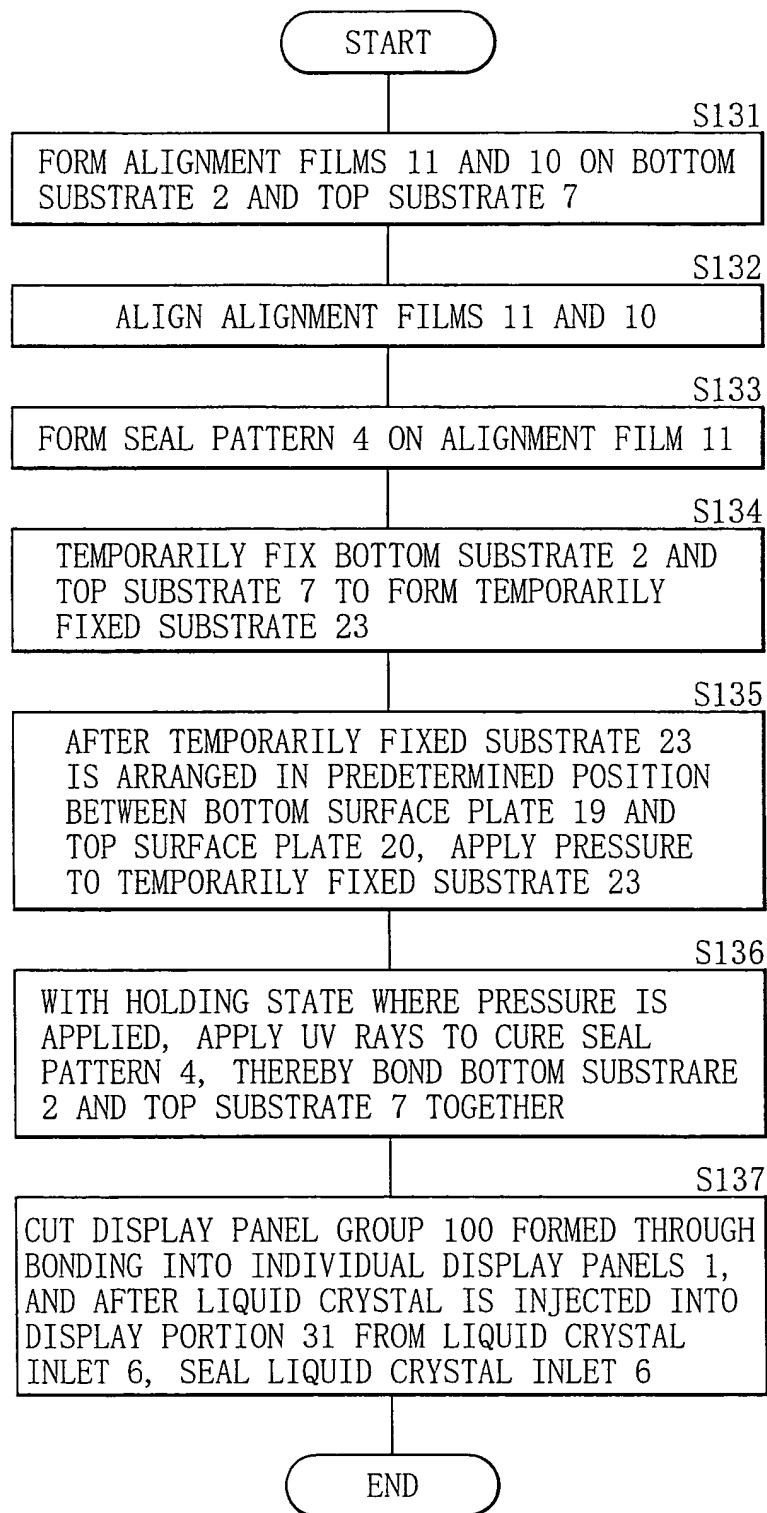 START
S131
FORM ALIGNMENT FILMS 11 AND 10 ON BOTTOM
SUBSTRATE 2 AND TOP SUBSTRATE 7
S132
ALIGN ALIGNMENT FILMS 11 AND 10
S133
FORM SEAL PATTERN 4 ON ALIGNMENT FILM 11
S134
TEMPORARILY FIX BOTTOM SUBSTRATE 2 AND
TOP SUBSTRATE 7 TO FORM TEMPORARILY
FIXED SUBSTRATE 23
S135
AFTER TEMPORARILY FIXED SUBSTRATE 23
IS ARRANGED IN PREDETERMINED POSITION
BETWEEN BOTTOM SURFACE PLATE 19 AND
TOP SURFACE PLATE 20, APPLY PRESSURE
TO TEMPORARILY FIXED SUBSTRATE 23
S136
WITH HOLDING STATE WHERE PRESSURE IS
APPLIED, APPLY UV RAYS TO CURE SEAL
PATTERN 4, THEREBY BOND BOTTOM SUBSTRARE
2 AND TOP SUBSTRATE 7 TOGETHER
S137
CUT DISPLAY PANEL GROUP 100 FORMED THROUGH
BONDING INTO INDIVIDUAL DISPLAY PANELS 1,
AND AFTER LIQUID CRYSTAL IS INJECTED INTO
DISPLAY PORTION 31 FROM LIQUID CRYSTAL
INLET 6, SEAL LIQUID CRYSTAL INLET 6
END